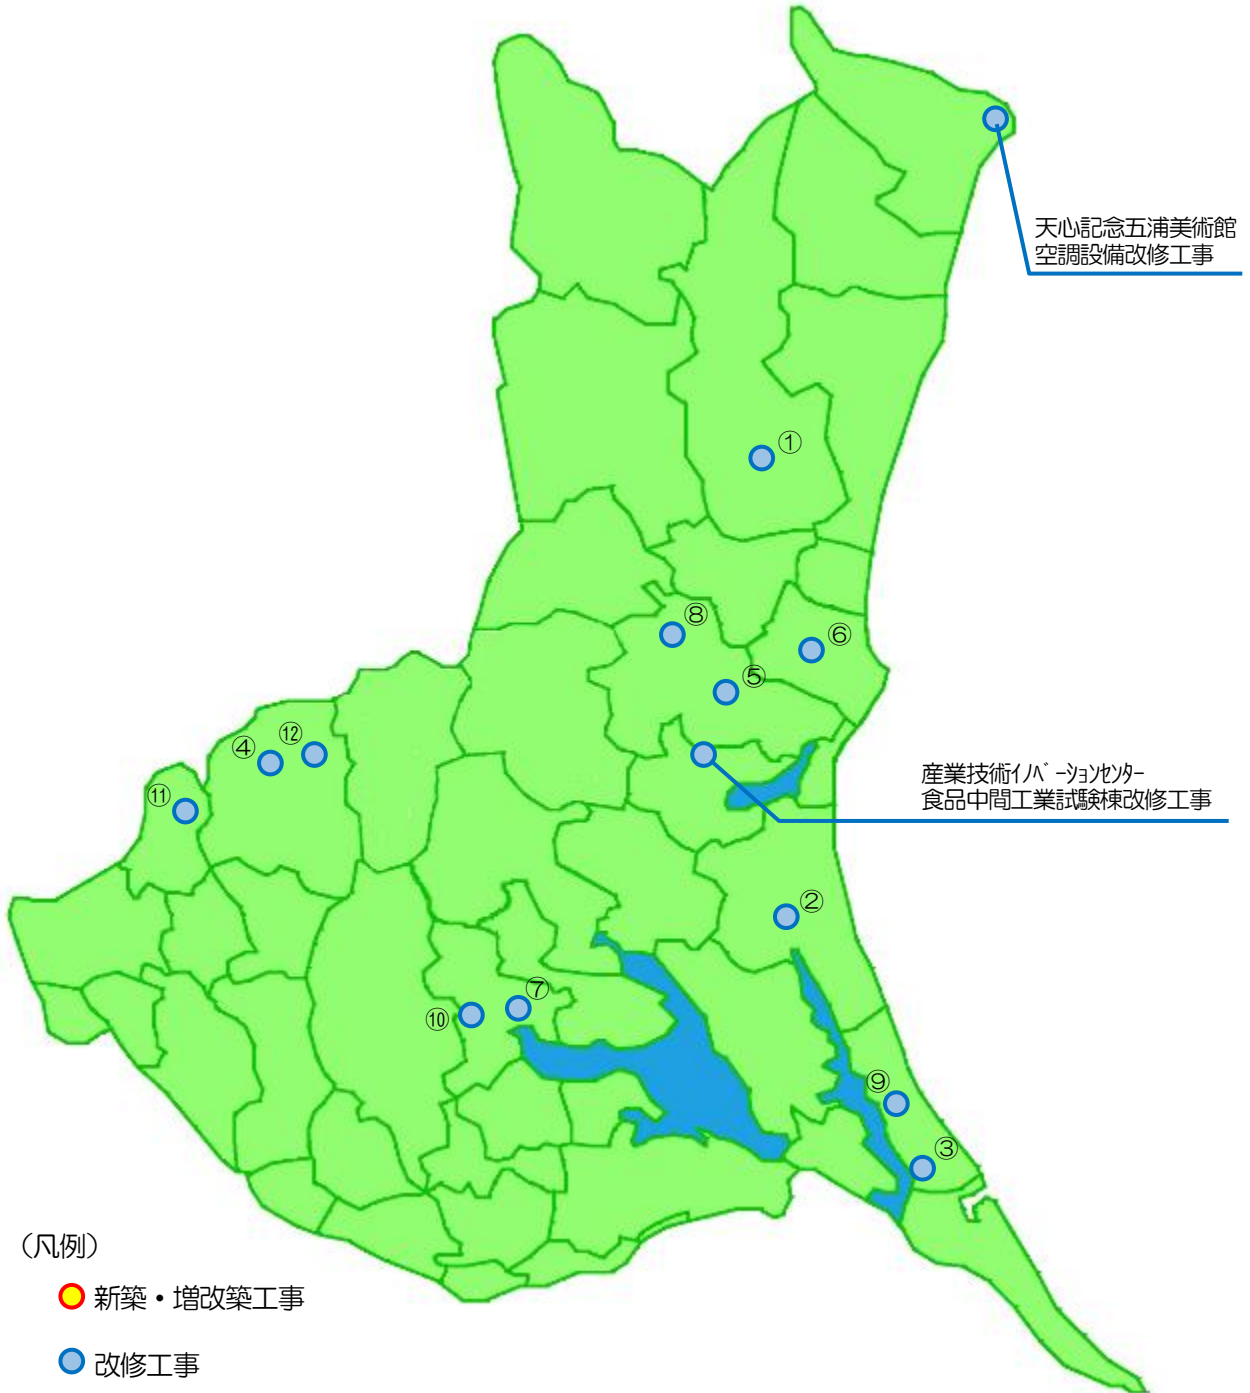 天心記念五浦美術館
空調設備改修工事
①
⑧
⑥
⑤
⑫
④
⑪
産業技術ｲﾉﾍﾞｰｼｮﾝｾﾝﾀｰ
食品中間工業試験棟改修工事
②
⑦
⑩
⑨
③
（凡例）
新築・増改築工事
改修工事